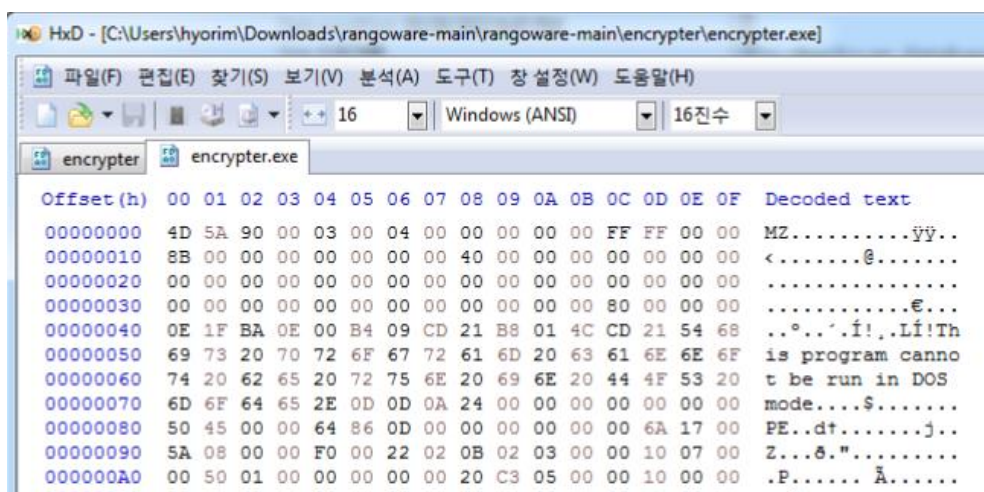 HxD - [C:\Users\hyorim\Downloads\rangoware-main\rangoware-main\encrypter\encrypter.exe]
파일(F) 편집(E) 찾기(S) 보기(V) 분석(A) 도구(T) 창 설정(W) 도움말(H)
16 Windows (ANSI) 16진수
encrypter encrypter.exe
Offset(h) 00 01 02 03 04 05 06 07 08 09 0A 0B 0C 0D 0E 0F Decoded text
00000000 4D 5A 90 00 03 00 04 00 00 00 00 00 FF FF 00 00 MZ..........ÿÿ..
00000010 8B 00 00 00 00 00 00 00 40 00 00 00 00 00 00 00 ‹.......@.......
00000020 00 00 00 00 00 00 00 00 00 00 00 00 00 00 00 00 ................
00000030 00 00 00 00 00 00 00 00 00 00 00 00 80 00 00 00 ............€...
00000040 0E 1F BA 0E 00 B4 09 CD 21 B8 01 4C CD 21 54 68 ..º..´.Í!¸.LÍ!Th
00000050 69 73 20 70 72 6F 67 72 61 6D 20 63 61 6E 6E 6F is program canno
00000060 74 20 62 65 20 72 75 6E 20 69 6E 20 44 4F 53 20 t be run in DOS
00000070 6D 6F 64 65 2E 0D 0D 0A 24 00 00 00 00 00 00 00 mode....$.......
00000080 50 45 00 00 64 86 0D 00 00 00 00 00 00 6A 17 00 PE..d†.......j..
00000090 5A 08 00 00 F0 00 22 02 0B 02 03 00 00 10 07 00 Z...ð.".........
000000A0 00 50 01 00 00 00 00 00 20 C3 05 00 00 10 00 00 .P...... Ã......